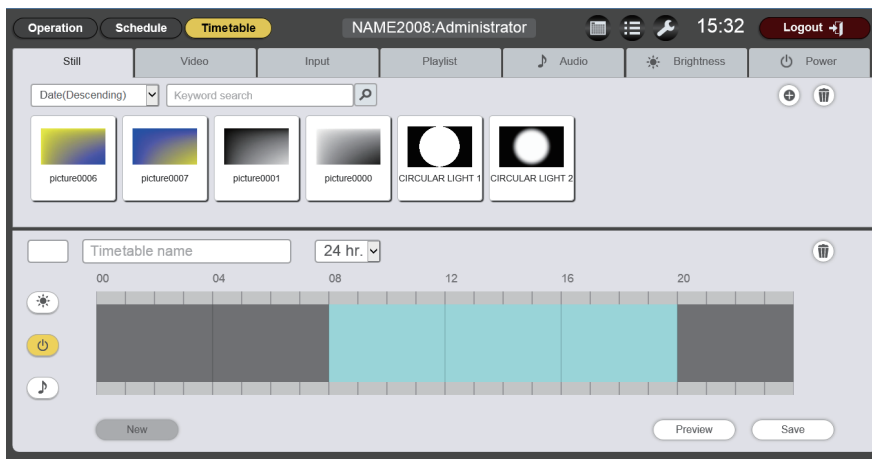 Operation Schedule Timetable NAME2008:Administrator 15:32 Logout
Still Video Input Playlist Audio Brightness Power
Date(Descending) Keyword search
picture0006 picture0007 picture0001 picture0000 CIRCULAR LIGHT 1 CIRCULAR LIGHT 2
Timetable name 24 hr.
00 04 08 12 16 20
New Preview Save